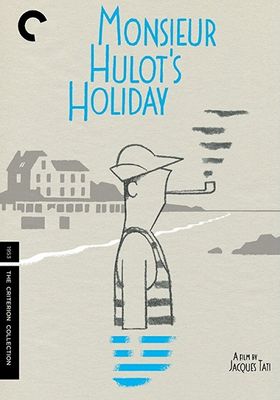 MONSIEUR
HULOT'S
HOLIDAY
1953
THE CRITERION COLLECTION
A FILM BY
JACQUES TATI